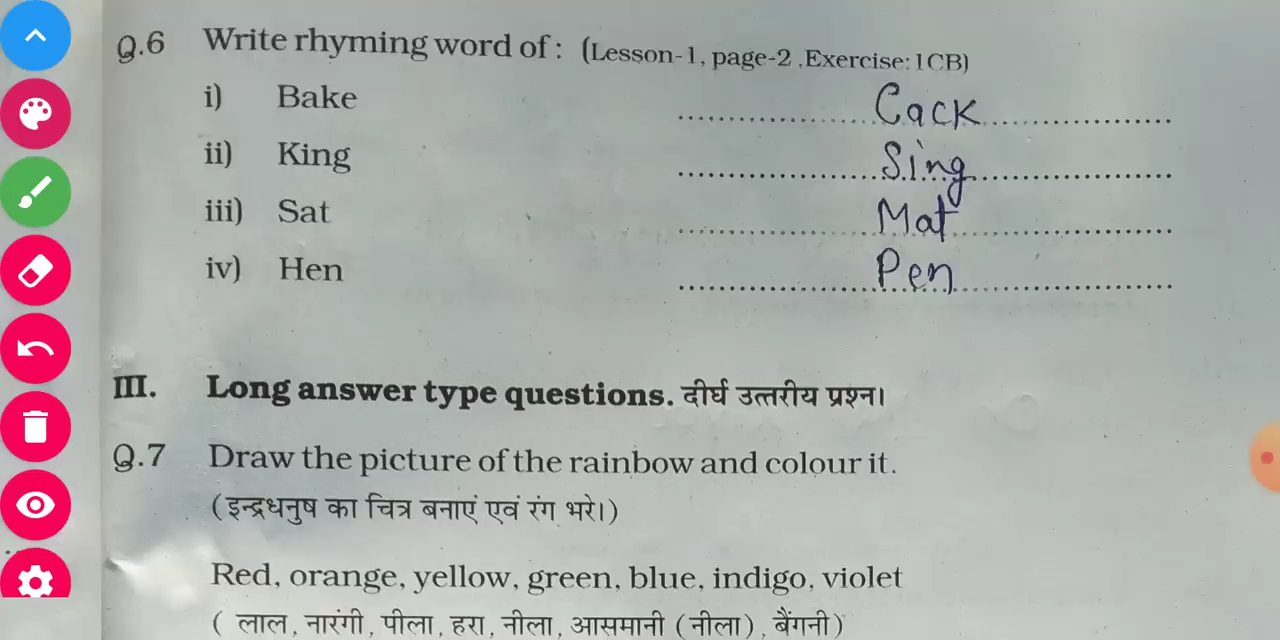 Q.6 Write rhyming word of : (Lesson-1, page-2 ,Exercise:1CB)
i) Bake ........ Cack ........
ii) King ........ Sing ........
iii) Sat ........ Mat ........
iv) Hen ........ Pen ........
III. Long answer type questions. दीर्घ उत्तरीय प्रश्न।
Q.7 Draw the picture of the rainbow and colour it.
(इन्द्रधनुष का चित्र बनाएं एवं रंग भरे।)
Red, orange, yellow, green, blue, indigo, violet
( लाल, नारंगी, पीला, हरा, नीला, आसमानी (नीला), बैंगनी)